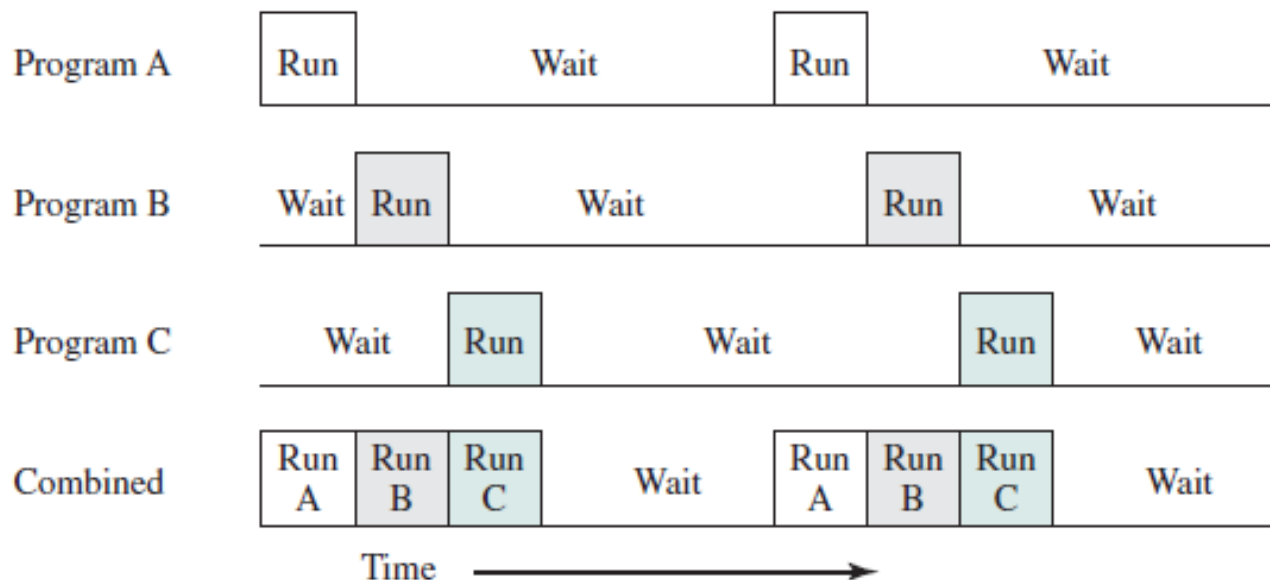 Program A Run Wait Run Wait
Program B Wait Run Wait Run Wait
Program C Wait Run Wait Run Wait
Combined Run A Run B Run C Wait Run A Run B Run C Wait
Time